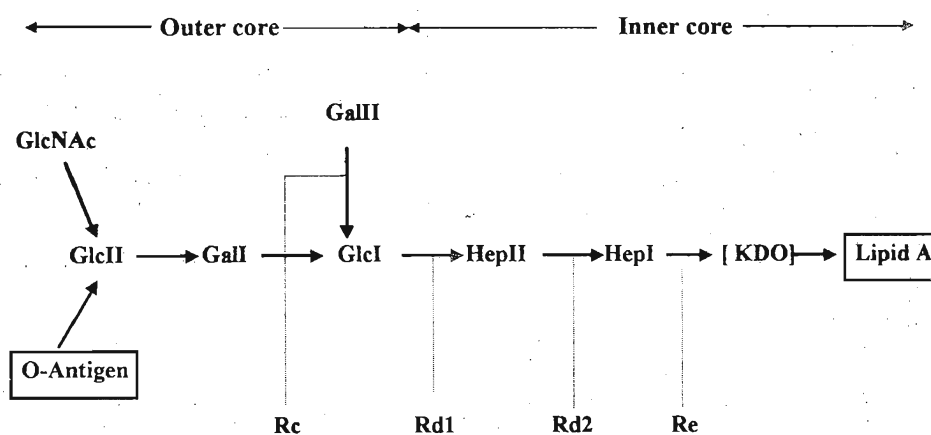 Outer core Inner core
GalII
GlcNAc
GlcII GalI GlcI HepII HepI [ KDO] Lipid A
O-Antigen
Rc Rd1 Rd2 Re